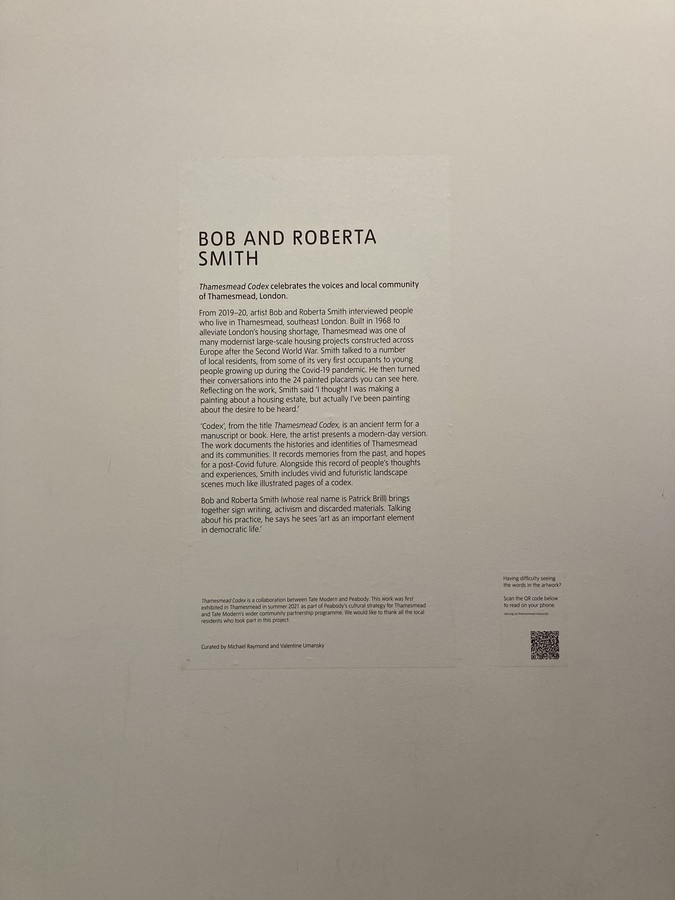 BOB AND ROBERTA
SMITH
Thamesmead Codex celebrates the voices and local community
of Thamesmead, London.
From 2019–20, artist Bob and Roberta Smith interviewed people
who live in Thamesmead, southeast London. Built in 1968 to
alleviate London's housing shortage, Thamesmead was one of
many modernist large-scale housing projects constructed across
Europe after the Second World War. Smith talked to a number
of local residents, from some of its very first occupants to young
people growing up during the Covid-19 pandemic. He then turned
their conversations into the 24 painted placards you can see here.
Reflecting on the work, Smith said 'I thought I was making a
painting about a housing estate, but actually I've been painting
about the desire to be heard.'
'Codex', from the title Thamesmead Codex, is an ancient term for a
manuscript or book. Here, the artist presents a modern-day version.
The work documents the histories and identities of Thamesmead
and its communities. It records memories from the past, and hopes
for a post-Covid future. Alongside this record of people's thoughts
and experiences, Smith includes vivid and futuristic landscape
scenes much like illustrated pages of a codex.
Bob and Roberta Smith (whose real name is Patrick Brill) brings
together sign writing, activism and discarded materials. Talking
about his practice, he says he sees 'art as an important element
in democratic life.'
Thamesmead Codex is a collaboration between Tate Modern and Peabody. This work was first
exhibited in Thamesmead in summer 2021 as part of Peabody's cultural strategy for Thamesmead
and Tate Modern's wider community partnership programme. We would like to thank all the local
residents who took part in this project.
Curated by Michael Raymond and Valentine Umansky
Having difficulty seeing
the words in the artwork?
Scan the QR code below
to read on your phone.